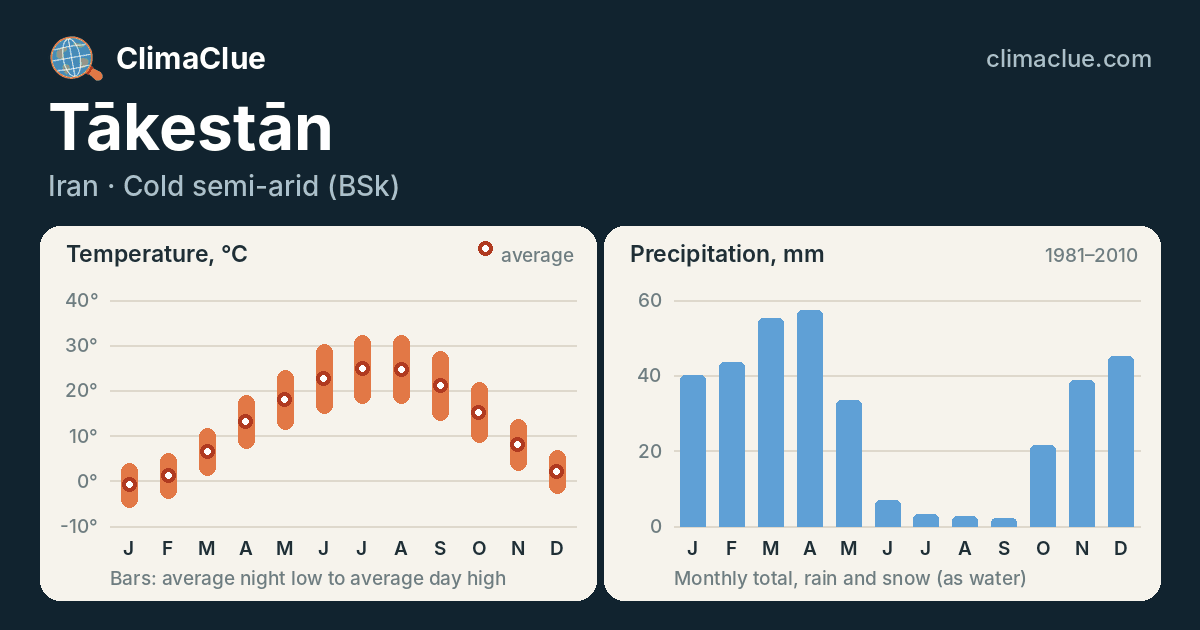 ClimaClue
climaclue.com
Tākestān
Iran · Cold semi-arid (BSk)
Temperature, °C
average
40°
30°
20°
10°
0°
-10°
J F M A M J J A S O N D
Bars: average night low to average day high
Precipitation, mm
1981–2010
60
40
20
0
J F M A M J J A S O N D
Monthly total, rain and snow (as water)